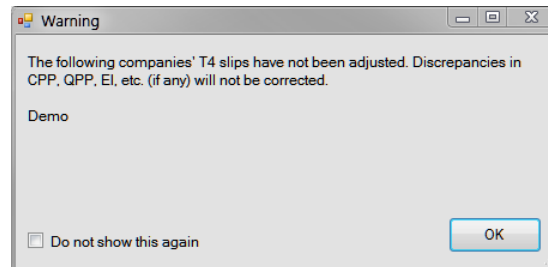 Warning
The following companies' T4 slips have not been adjusted. Discrepancies in
CPP, QPP, EI, etc. (if any) will not be corrected.
Demo
Do not show this again
OK